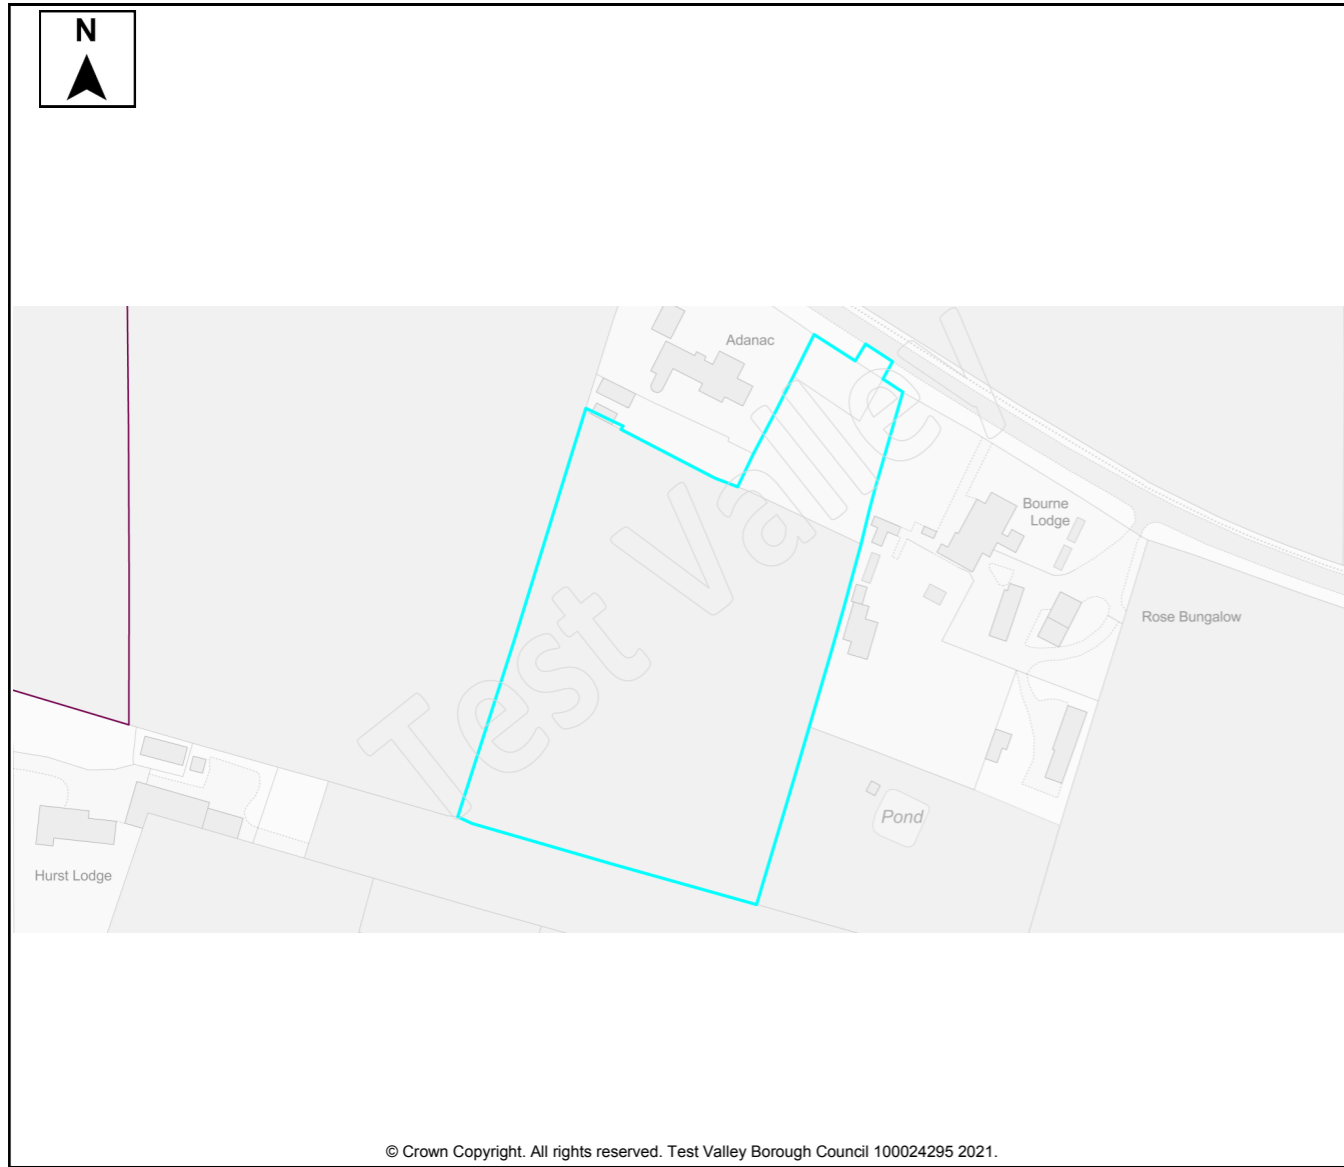 N
Adanac
Bourne
Lodge
Rose Bungalow
Test Valley
Pond
Hurst Lodge
© Crown Copyright. All rights reserved. Test Valley Borough Council 100024295 2021.